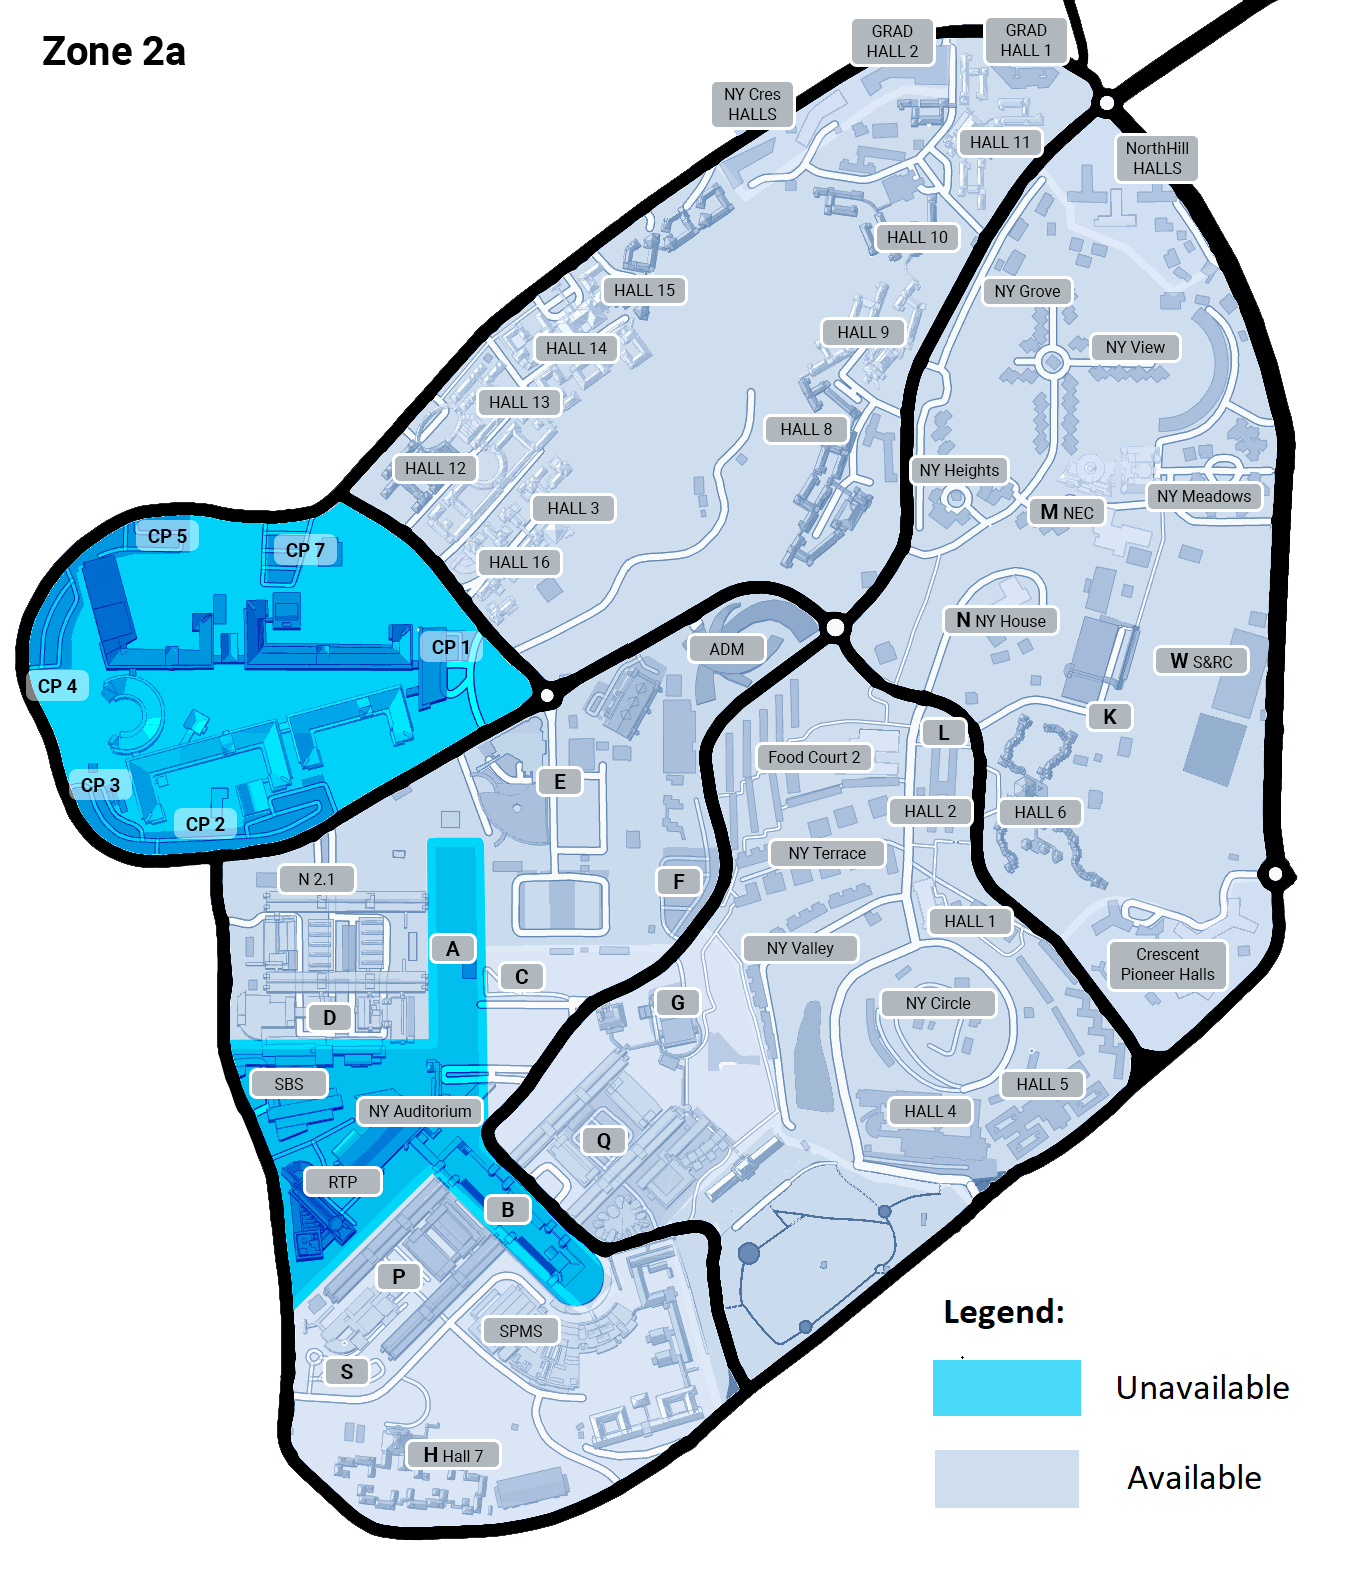 Zone 2a
GRAD
HALL 2
GRAD
HALL 1
NY Cres
HALLS
HALL 11
NorthHill
HALLS
HALL 10
HALL 15
NY Grove
HALL 9
NY View
HALL 14
HALL 13
HALL 8
HALL 12
NY Heights
NY Meadows
HALL 3
M NEC
CP 5
CP 7
HALL 16
N NY House
CP 1
ADM
W S&RC
CP 4
K
L
Food Court 2
E
CP 3
HALL 2
HALL 6
CP 2
NY Terrace
N 2.1
F
HALL 1
A
NY Valley
Crescent
Pioneer Halls
C
G
NY Circle
D
SBS
HALL 5
NY Auditorium
HALL 4
Q
RTP
B
P
Legend:
SPMS
S
Unavailable
H Hall 7
Available